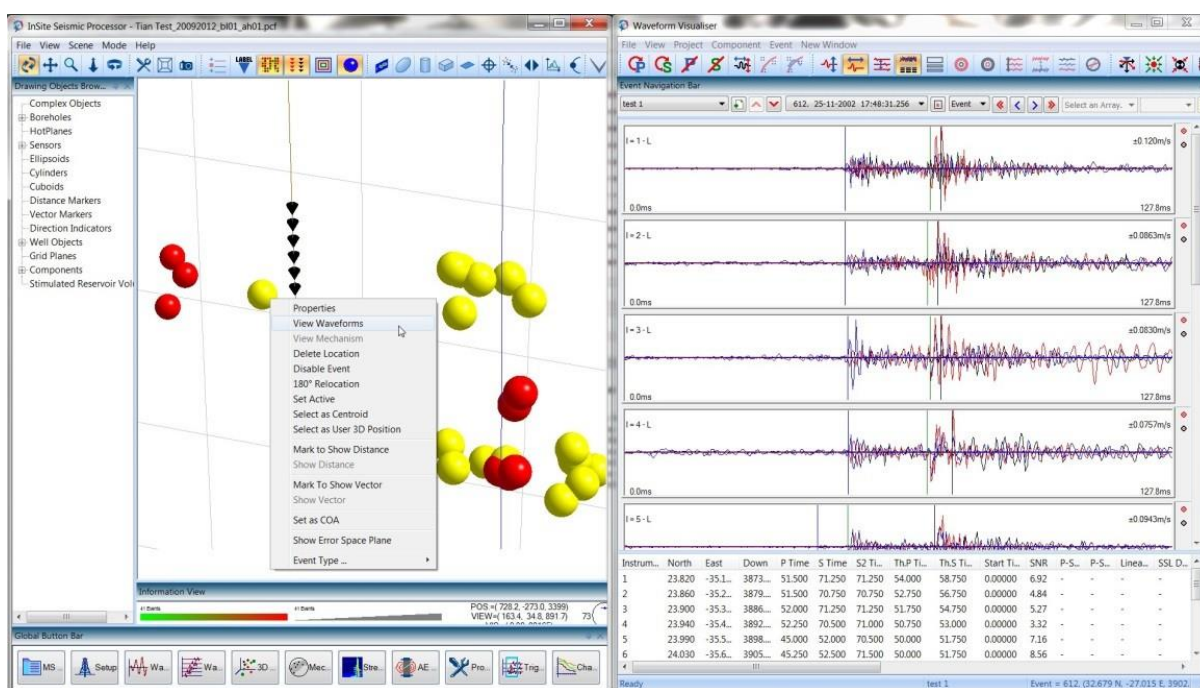 InSite Seismic Processor - Tian Test_20092012_bl01_ah01.pcf
File View Scene Mode Help
LABEL
Drawing Objects Brow...
Complex Objects
Boreholes
HotPlanes
Sensors
Ellipsoids
Cylinders
Cuboids
Distance Markers
Vector Markers
Direction Indicators
Well Objects
Grid Planes
Components
Stimulated Reservoir Volu
Properties
View Waveforms
View Mechanism
Delete Location
Disable Event
180° Relocation
Set Active
Select as Centroid
Select as User 3D Position
Mark to Show Distance
Show Distance
Mark To Show Vector
Show Vector
Set as COA
Show Error Space Plane
Event Type ...
Information View
41 Events
41 Events
POS =( 728.2, -273.0, 3399)
VIEW=( 163.4, 34.8, 891.7)
73
Global Button Bar
MS ...
Setup
Wa...
Wa...
3D ...
Mec...
Stre...
AE ...
Pro...
Trig...
Cha...
Waveform Visualiser
File View Project Component Event New Window
Event Navigation Bar
test 1
612, 25-11-2002 17:48:31.256
Event
Select an Array.
I = 1 - L
±0.120m/s
0.0ms
127.8ms
I = 2 - L
±0.0863m/s
0.0ms
127.8ms
I = 3 - L
±0.0830m/s
0.0ms
127.8ms
I = 4 - L
±0.0757m/s
0.0ms
127.8ms
I = 5 - L
±0.0943m/s
Instrum... North East Down P Time S Time S2 Ti... Th.P Ti... Th.S Ti... Start Ti... SNR P-S... P-S... Linea... SSL D...
1 23.820 -35.1... 3873.... 51.500 71.250 71.250 54.000 58.750 0.00000 6.92 - - - -
2 23.860 -35.2... 3879.... 51.500 70.750 70.750 52.750 56.750 0.00000 4.84 - - - -
3 23.900 -35.3... 3886.... 52.000 71.250 71.250 51.750 54.750 0.00000 5.27 - - - -
4 23.940 -35.4... 3892.... 52.250 70.500 71.000 50.750 53.000 0.00000 3.32 - - - -
5 23.990 -35.5... 3898.... 45.000 52.000 70.500 50.000 51.750 0.00000 7.16 - - - -
6 24.030 -35.6... 3905.... 45.250 52.500 71.500 50.000 51.750 0.00000 8.56 - - - -
Ready
test 1
Event = 612, (32.679 N, -27.015 E, 3902.